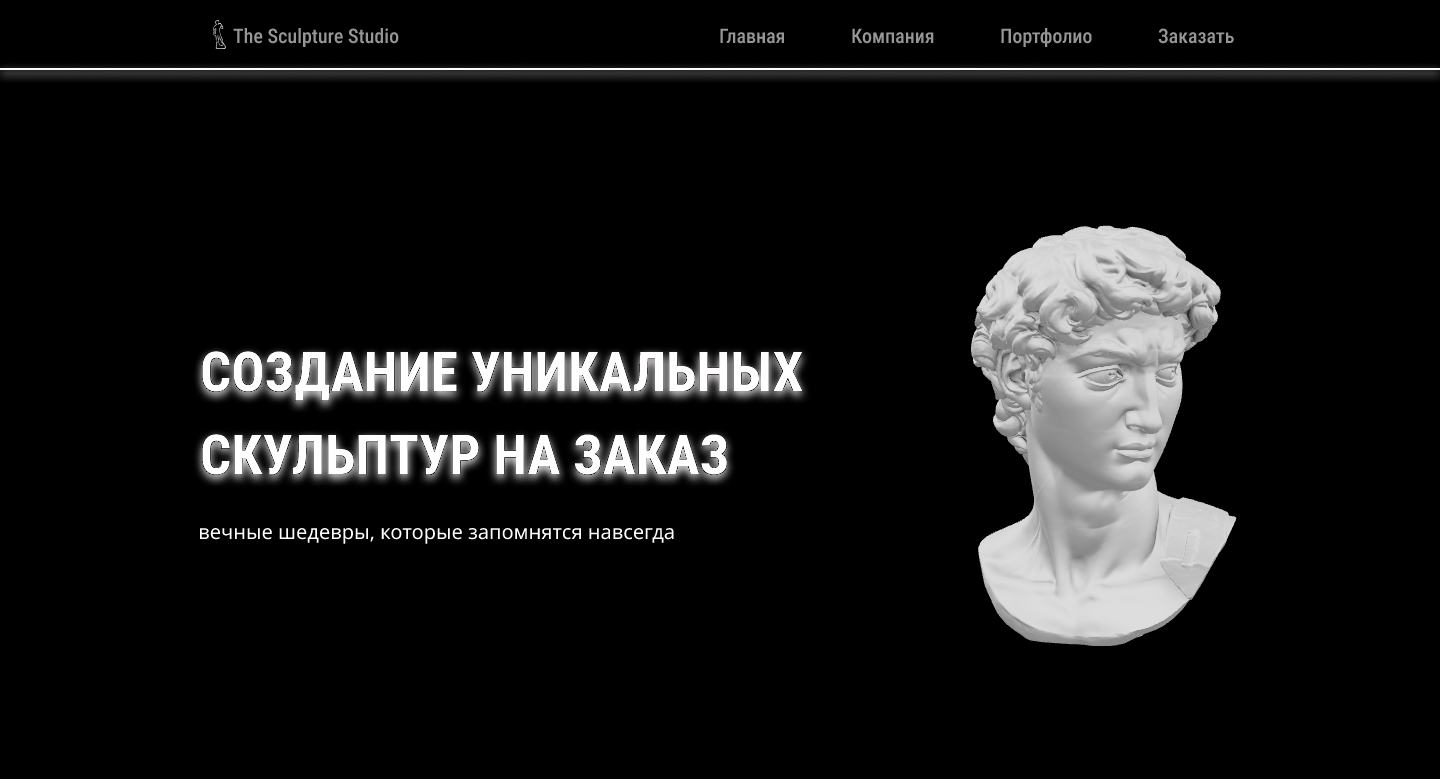 The Sculpture Studio
Главная
Компания
Портфолио
Заказать
СОЗДАНИЕ УНИКАЛЬНЫХ
СКУЛЬПТУР НА ЗАКАЗ
вечные шедевры, которые запомнятся навсегда